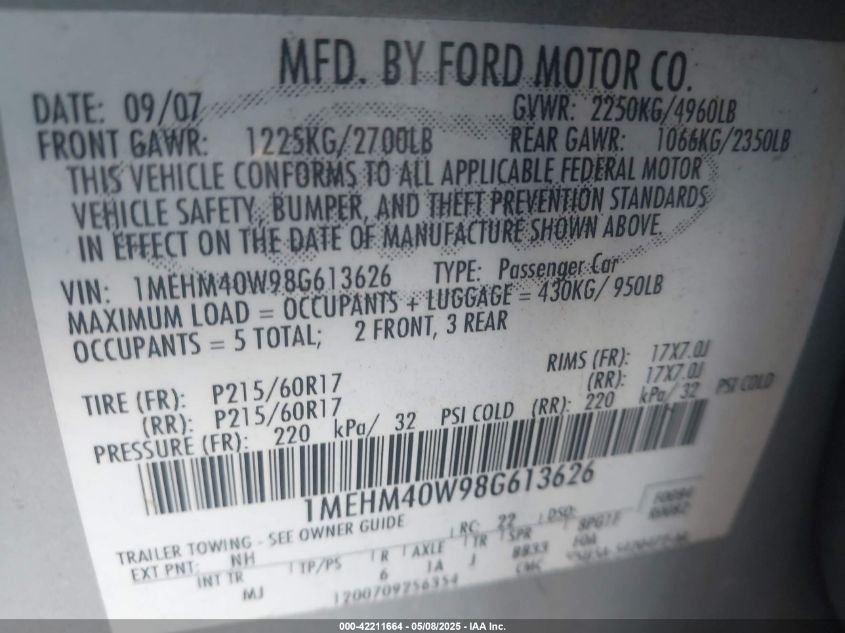 MFD. BY FORD MOTOR CO.
DATE: 09/07 GVWR: 2250KG/4960LB
FRONT GAWR: 1225KG/2700LB REAR GAWR: 1066KG/2350LB
THIS VEHICLE CONFORMS TO ALL APPLICABLE FEDERAL MOTOR
VEHICLE SAFETY, BUMPER, AND THEFT PREVENTION STANDARDS
IN EFFECT ON THE DATE OF MANUFACTURE SHOWN ABOVE.
VIN: 1MEHM40W98G613626 TYPE: Passenger Car
MAXIMUM LOAD = OCCUPANTS + LUGGAGE = 430KG/ 950LB
OCCUPANTS = 5 TOTAL; 2 FRONT, 3 REAR
TIRE (FR): P215/60R17 RIMS (FR): 17X7.0J
(RR): P215/60R17 (RR): 17X7.0J
PRESSURE (FR): 220 kPa/ 32 PSI COLD (RR): 220 kPa/ 32 PSI COLD
1MEHM40W98G613626
TRAILER TOWING - SEE OWNER GUIDE
EXT PNT: NH RC: 22 DSO:
INT TR TP/PS R AXLE TR SPR
MJ 6 1A J 8833
1200709256354
000-42211664 - 05/08/2025 - IAA Inc.